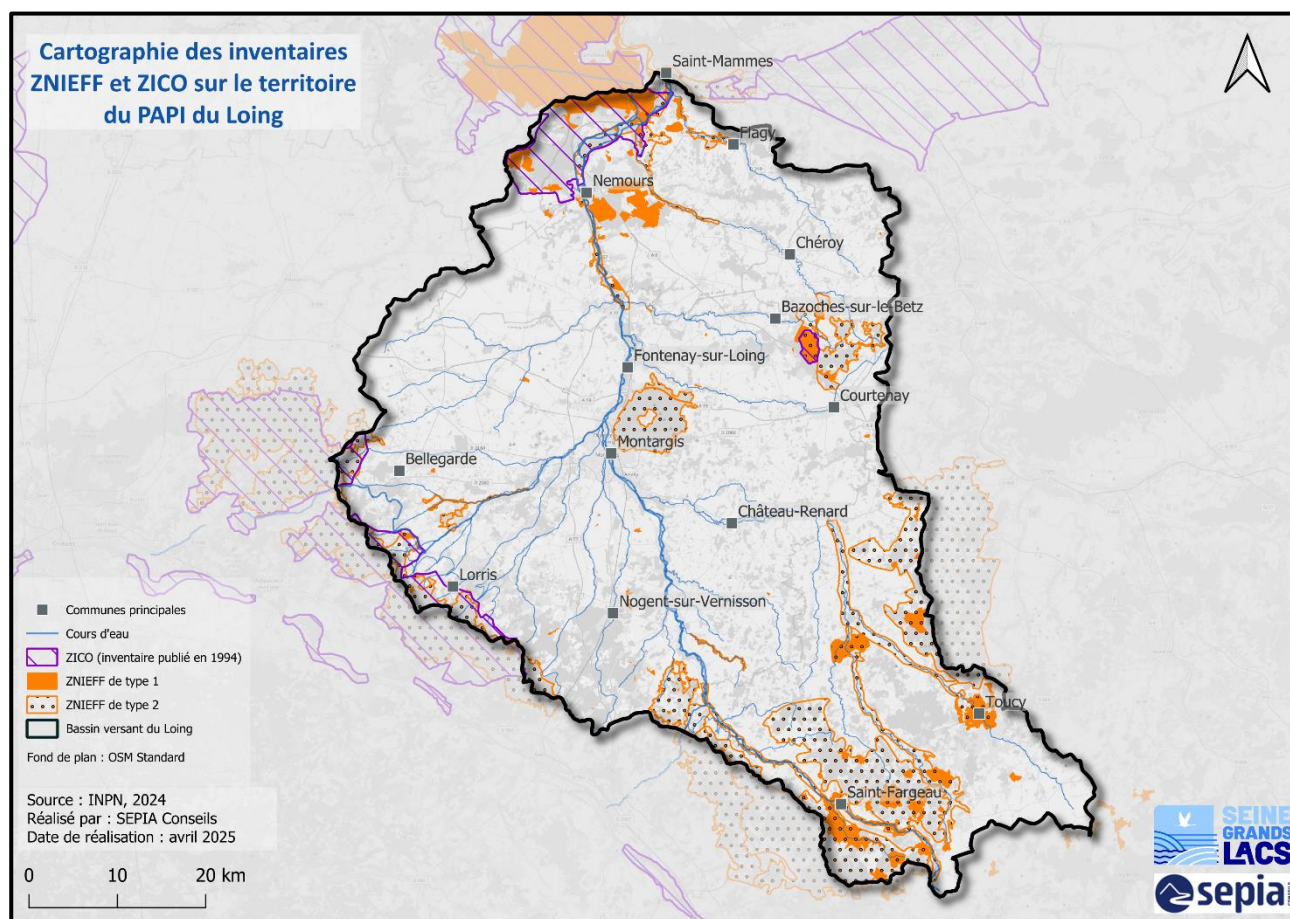 Cartographie des inventaires
ZNIEFF et ZICO sur le territoire
du PAPI du Loing
Saint-Mammes
Flagy
Nemours
Chéroy
Bazoches-sur-le-Betz
Fontenay-sur-Loing
Courtenay
Montargis
Bellegarde
Château-Renard
Lorris
Nogent-sur-Vernisson
Toucy
Saint-Fargeau
Communes principales
Cours d'eau
ZICO (inventaire publié en 1994)
ZNIEFF de type 1
ZNIEFF de type 2
Bassin versant du Loing
Fond de plan : OSM Standard
Source : INPN, 2024
Réalisé par : SEPIA Conseils
Date de réalisation : avril 2025
0 10 20 km
SEINE
GRANDS
LACS
sepia